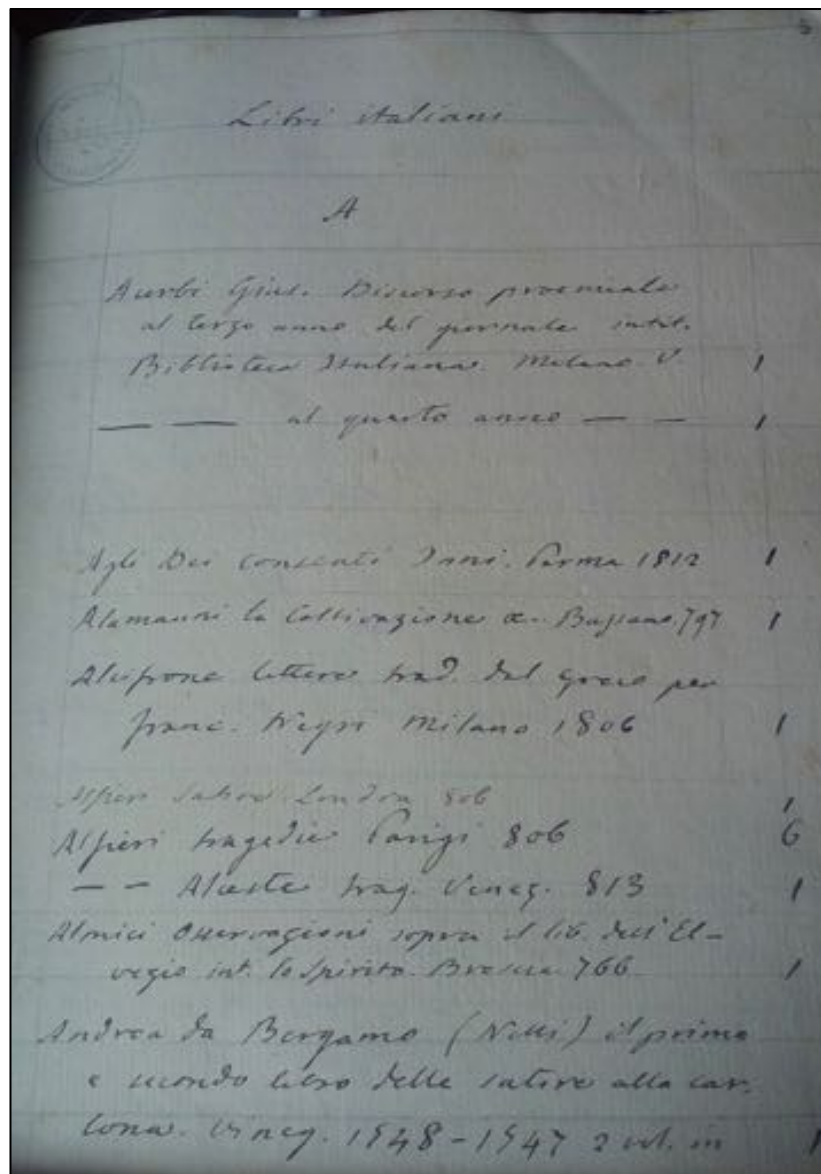 5
Libri italiani
A
Acerbi Gius. Discorso proemiale
al terzo anno del giornale intit.
Biblioteca Italiana. Milano. V. 1
— — al quarto anno — — 1
Agli Dei consenti Inni. Parma 1812 1
Alamanni la Coltivazione &. Bassano. 797 1
Alcifrone lettere trad. dal greco per
franc. Negri Milano 1806 1
Alfieri Satire. Londra 806 1
Alfieri tragedie Parigi 806 6
— — Alceste trag. Venez. 813 1
Almici Osservazioni sopra il lib. dell' El-
vezio int. lo Spirito. Brescia 766 1
Andrea da Bergamo (Nelli) il primo
e secondo libro delle satire alla car-
lona. Vineg. 1548-1547 2 vol. in 1